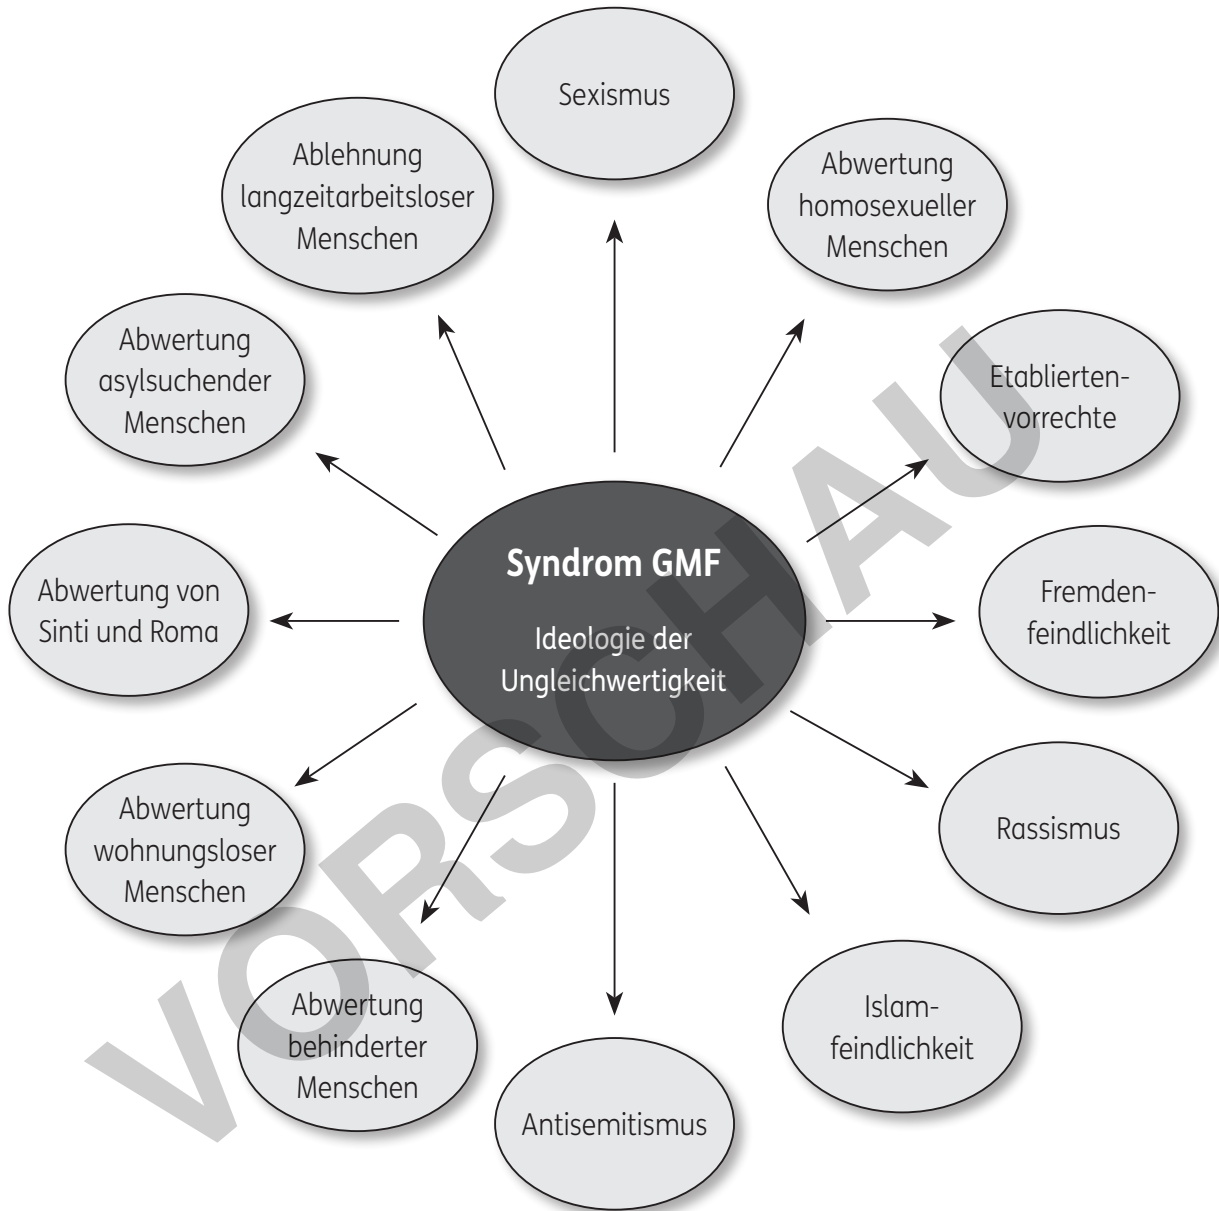 Sexismus
Abwertung
homosexueller
Menschen
Etablierten-
vorrechte
Fremden-
feindlichkeit
Rassismus
Islam-
feindlichkeit
Antisemitismus
Abwertung
behinderter
Menschen
Abwertung
wohnungsloser
Menschen
Abwertung von
Sinti und Roma
Abwertung
asylsuchender
Menschen
Ablehnung
langzeitarbeitsloser
Menschen
Syndrom GMF
Ideologie der
Ungleichwertigkeit
VORSCHAU